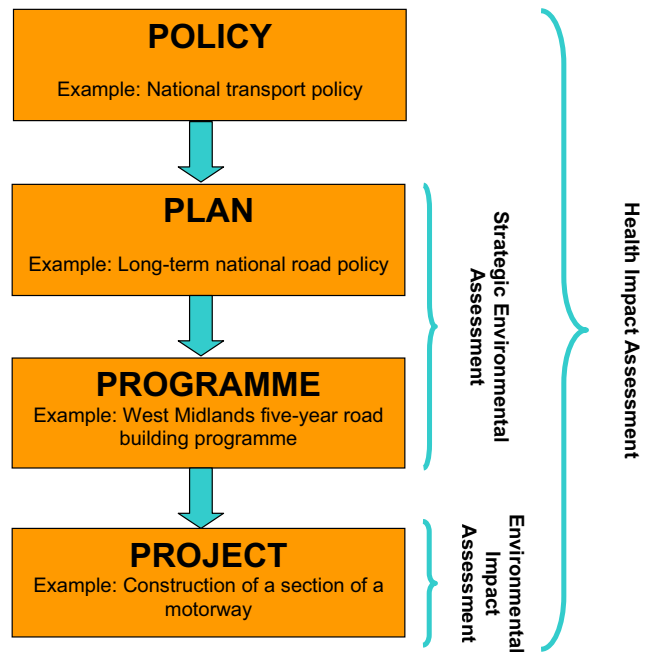 POLICY
Example: National transport policy
PLAN
Example: Long-term national road policy
PROGRAMME
Example: West Midlands five-year road
building programme
PROJECT
Example: Construction of a section of a
motorway
Strategic Environmental
Assessment
Environmental
Impact
Assessment
Health Impact Assessment